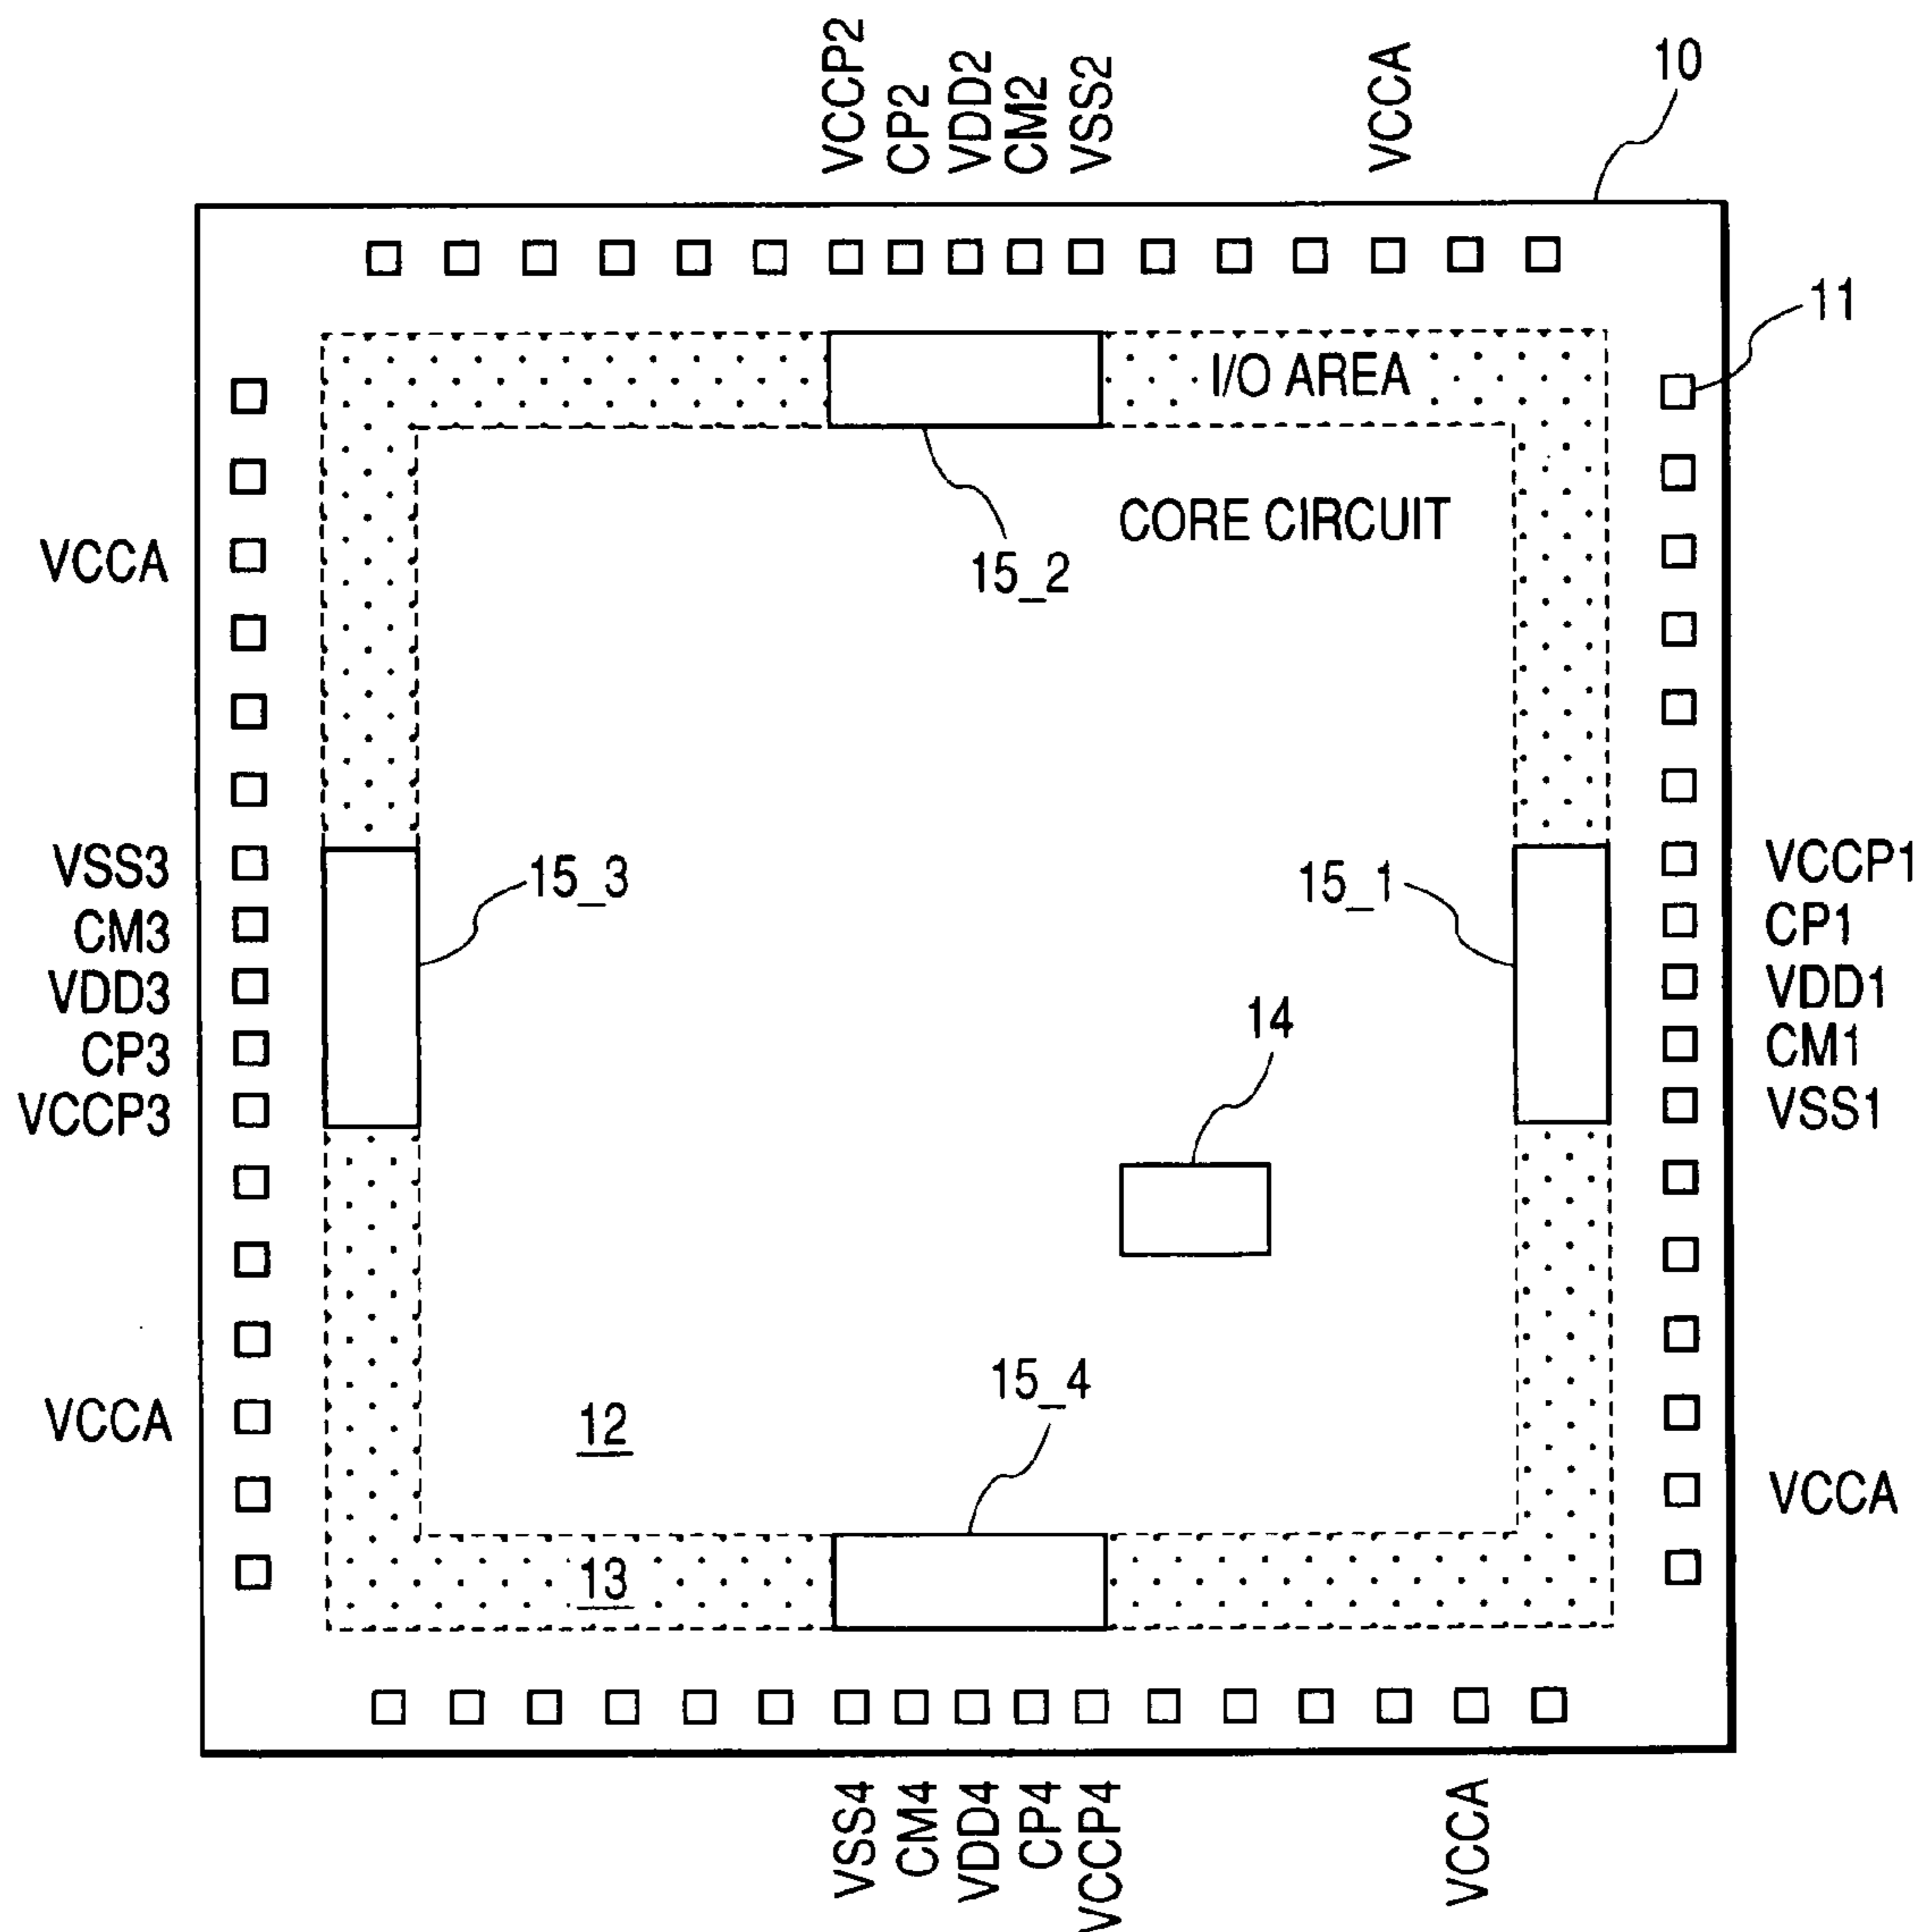 VCCP2
CP2
VDD2
CM2
VSS2
VCCA
10
11
I/O AREA
CORE CIRCUIT
15_2
VCCA
VSS3
CM3
VDD3
CP3
VCCP3
15_3
15_1
VCCP1
CP1
VDD1
CM1
VSS1
14
15_4
VCCA
12
VCCA
13
VSS4
CM4
VDD4
CP4
VCCP4
VCCA